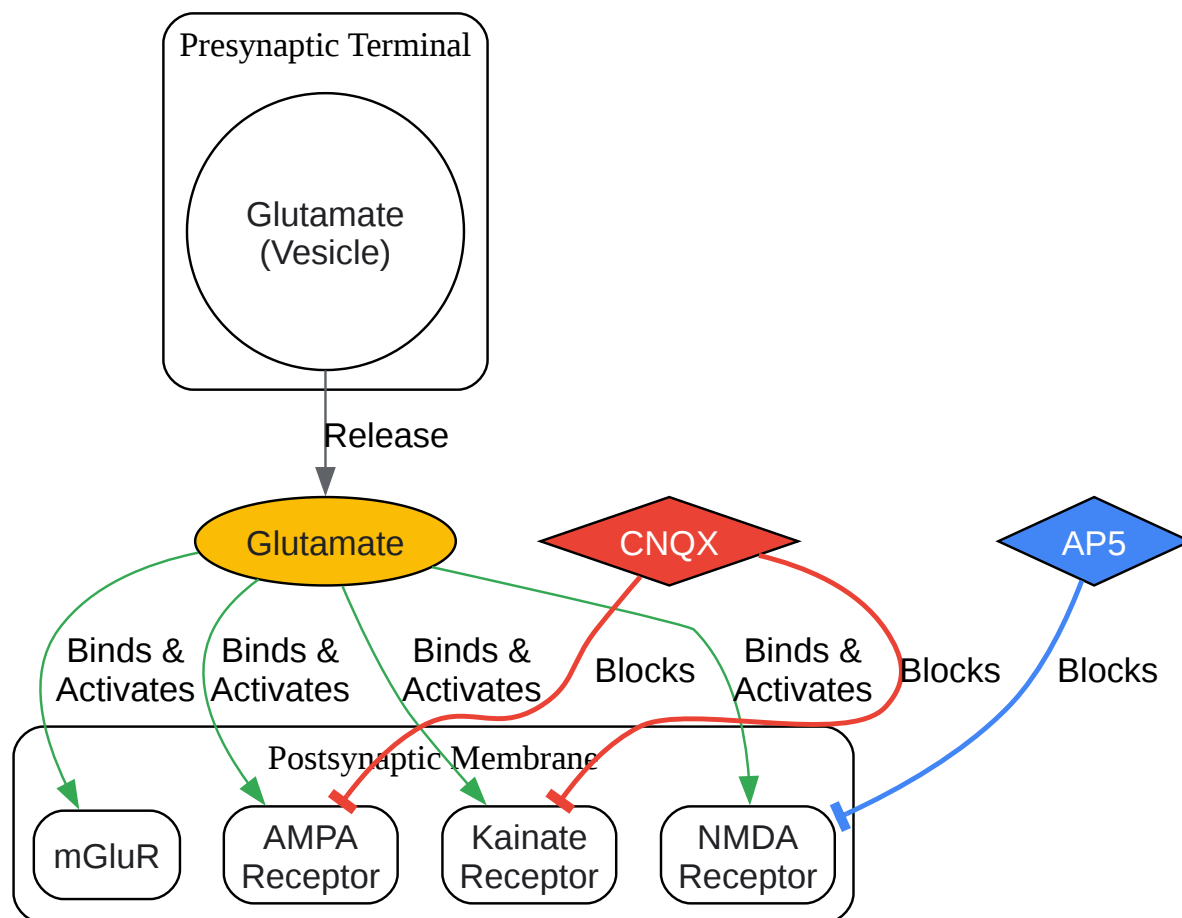 Presynaptic Terminal
Glutamate
(Vesicle)
Release
Glutamate
CNQX
AP5
Binds &
Activates
Binds &
Activates
Binds &
Activates
Blocks
Binds &
Activates
Blocks
Blocks
Postsynaptic Membrane
mGluR
AMPA
Receptor
Kainate
Receptor
NMDA
Receptor